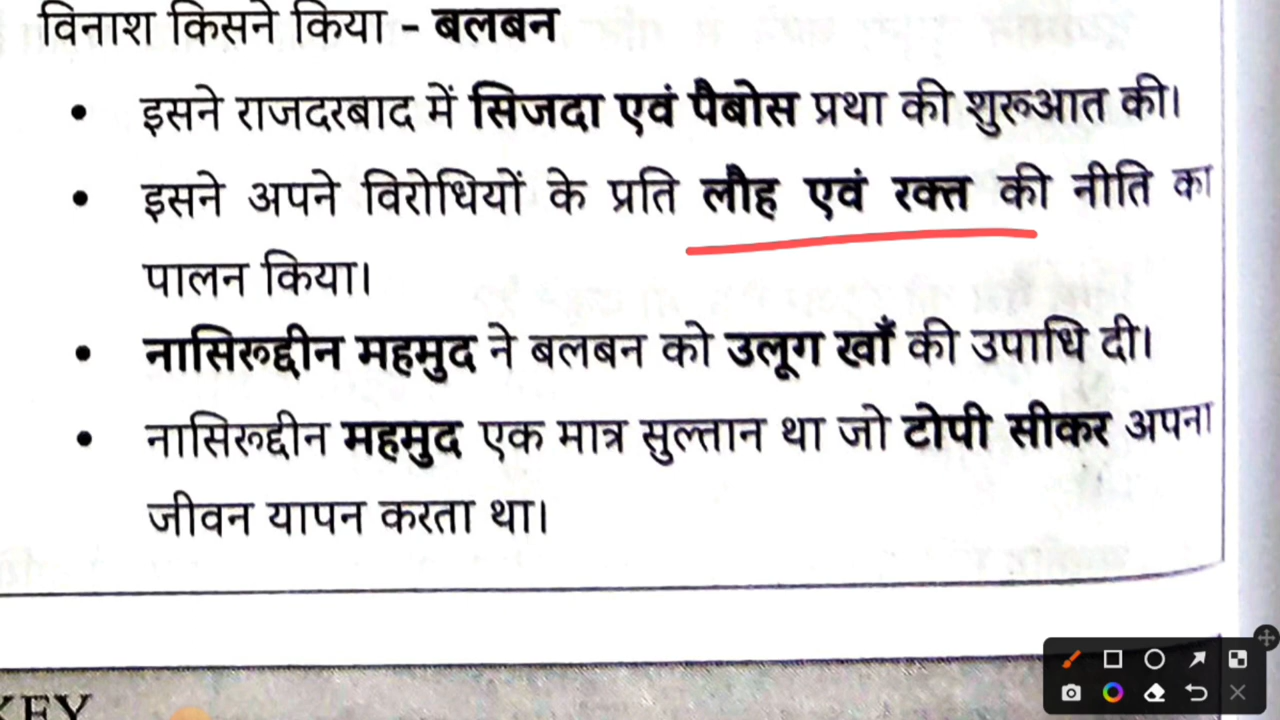 विनाश किसने किया – बलबन
• इसने राजदरबाद में सिजदा एवं पैबोस प्रथा की शुरूआत की।
• इसने अपने विरोधियों के प्रति लौह एवं रक्त की नीति का
पालन किया।
• नासिरूद्दीन महमुद ने बलबन को उलूग खाँ की उपाधि दी।
• नासिरूद्दीन महमुद एक मात्र सुल्तान था जो टोपी सीकर अपना
जीवन यापन करता था।
KEY